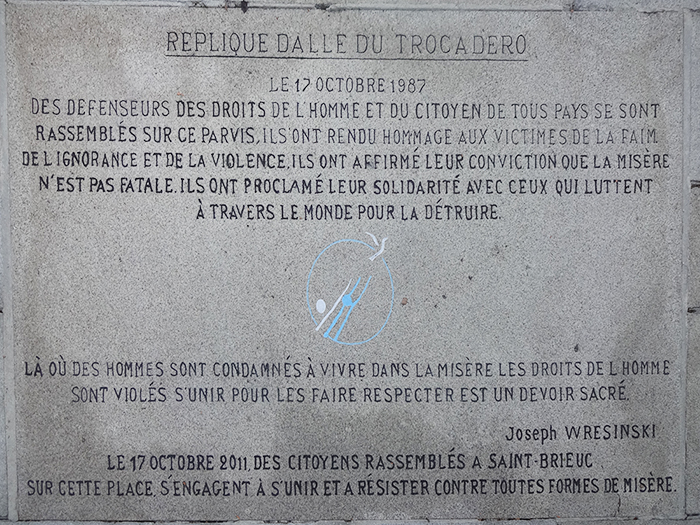 REPLIQUE DALLE DU TROCADERO
LE 17 OCTOBRE 1987
DES DEFENSEURS DES DROITS DE L'HOMME ET DU CITOYEN DE TOUS PAYS SE SONT
RASSEMBLÉS SUR CE PARVIS, ILS'ONT RENDU HOMMAGE AUX VICTIMES DE LA FAIM
DE L'IGNORANCE ET DE LA VIOLENCE, ILS ONT AFFIRMÉ LEUR CONVICTION QUE LA MISÈRE
N'EST PAS FATALE. ILS ONT PROCLAMÉ LEUR SOLIDARITÉ AVEC CEUX QUI LUTTENT
À TRAVERS LE MONDE POUR LA DÉTRUIRE.
LÀ OÙ DES HOMMES SONT CONDAMNÉS À VIVRE DANS LA MISÈRE LES DROITS DE L'HOMME
SONT VIOLÉS S'UNIR POUR LES FAIRE RESPECTER EST UN DEVOIR SACRÉ.
Joseph WRESINSKI
LE 17 OCTOBRE 2011, DES CITOYENS RASSEMBLÉS A SAINT-BRIEUC
SUR CETTE PLACE, S'ENGAGENT À S'UNIR ET A RÉSISTER CONTRE TOUTES FORMES DE MISÈRE.